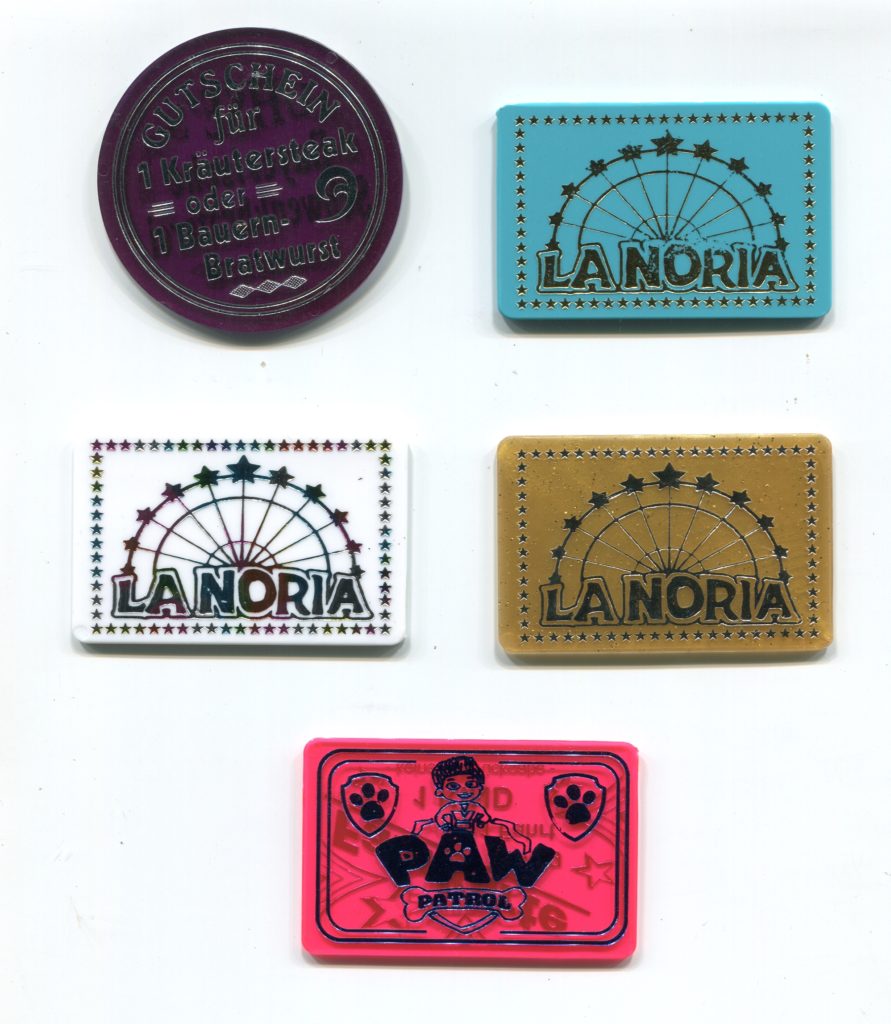 GUTSCHEIN
für
1 Kräutersteak
= oder =
1 Bauern-
Bratwurst
LA NORIA
LA NORIA
LA NORIA
PAW
PATROL